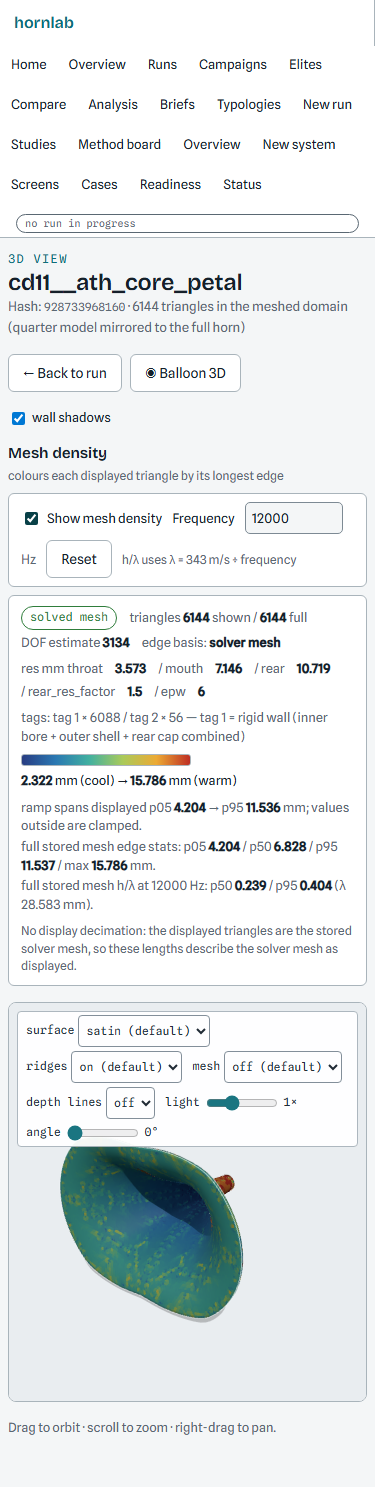 hornlab
Home Overview Runs Campaigns Elites
Compare Analysis Briefs Typologies New run
Studies Method board Overview New system
Screens Cases Readiness Status
no run in progress
3D VIEW
cd11__ath_core_petal
Hash: 928733968160 · 6144 triangles in the meshed domain
(quarter model mirrored to the full horn)
← Back to run ◉ Balloon 3D
wall shadows
Mesh density
colours each displayed triangle by its longest edge
Show mesh density Frequency 12000
Hz Reset h/λ uses λ = 343 m/s ÷ frequency
solved mesh triangles 6144 shown / 6144 full
DOF estimate 3134 edge basis: solver mesh
res mm throat 3.573 / mouth 7.146 / rear 10.719
/ rear_res_factor 1.5 / epw 6
tags: tag 1 × 6088 / tag 2 × 56 — tag 1 = rigid wall (inner
bore + outer shell + rear cap combined)
2.322 mm (cool) → 15.786 mm (warm)
ramp spans displayed p05 4.204 → p95 11.536 mm; values
outside are clamped.
full stored mesh edge stats: p05 4.204 / p50 6.828 / p95
11.537 / max 15.786 mm.
full stored mesh h/λ at 12000 Hz: p50 0.239 / p95 0.404 (λ
28.583 mm).
No display decimation: the displayed triangles are the stored
solver mesh, so these lengths describe the solver mesh as
displayed.
surface satin (default)
ridges on (default) mesh off (default)
depth lines off light 1×
angle 0°
Drag to orbit · scroll to zoom · right-drag to pan.